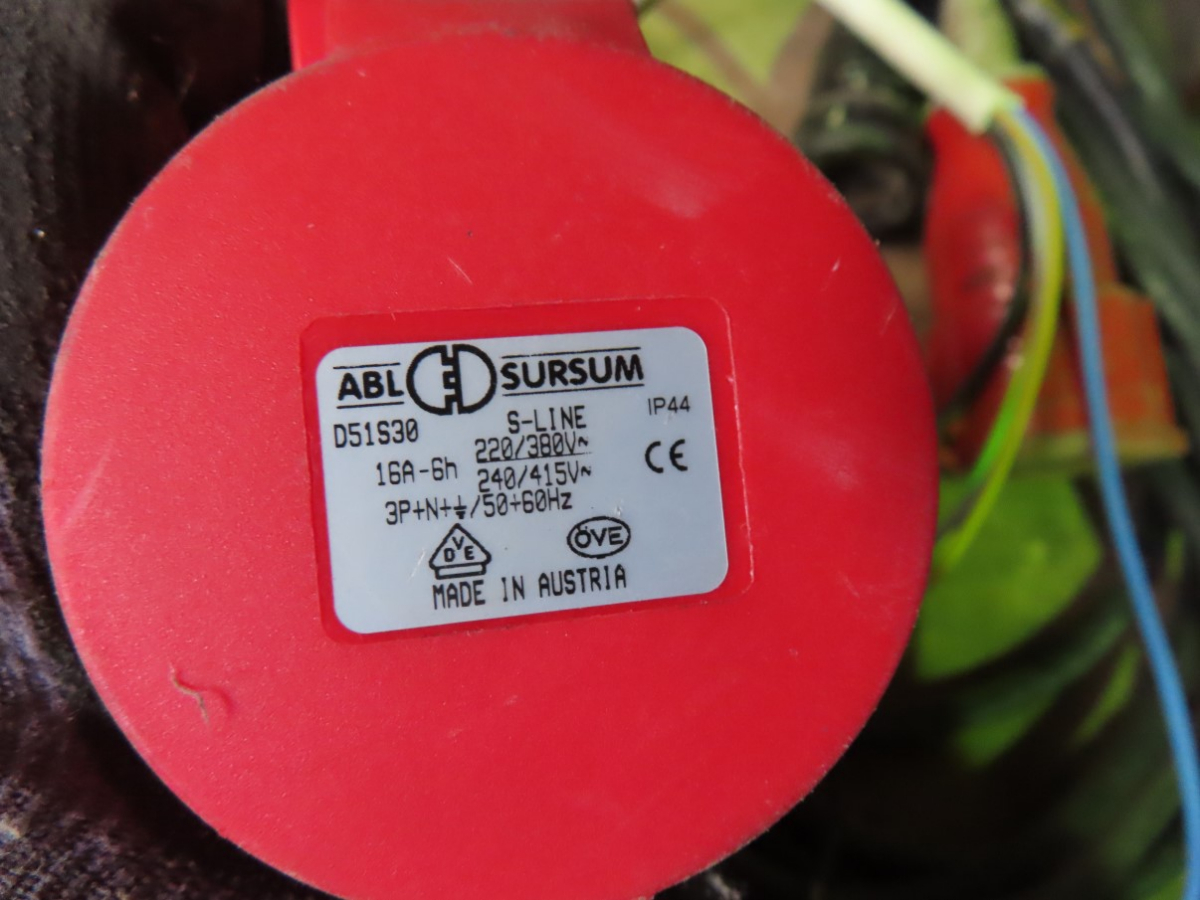 ABL SURSUM
D51S30 S-LINE IP44
16A-6h 220/380V~
240/415V~ CE
3P+N+⏚/50+60Hz
VDE ÖVE
MADE IN AUSTRIA